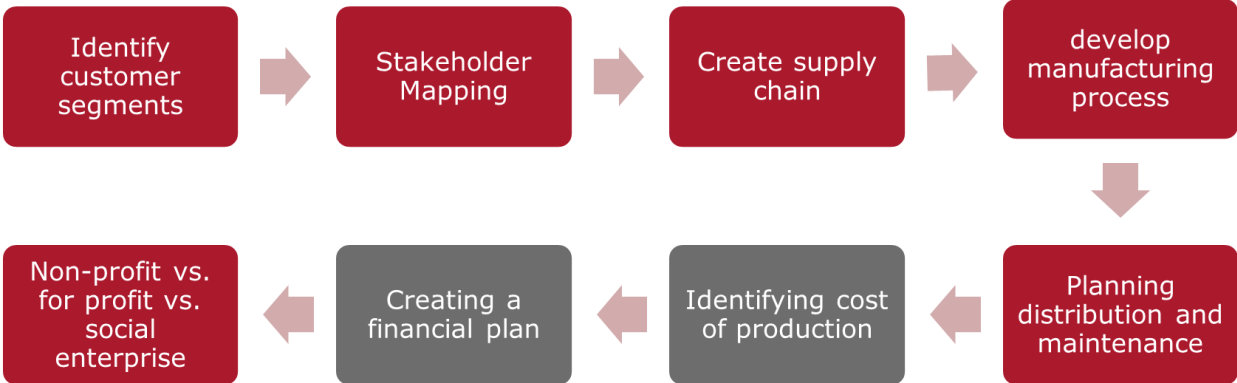 Identify
customer
segments
Stakeholder
Mapping
Create supply
chain
develop
manufacturing
process
Planning
distribution and
maintenance
Identifying cost
of production
Creating a
financial plan
Non-profit vs.
for profit vs.
social
enterprise